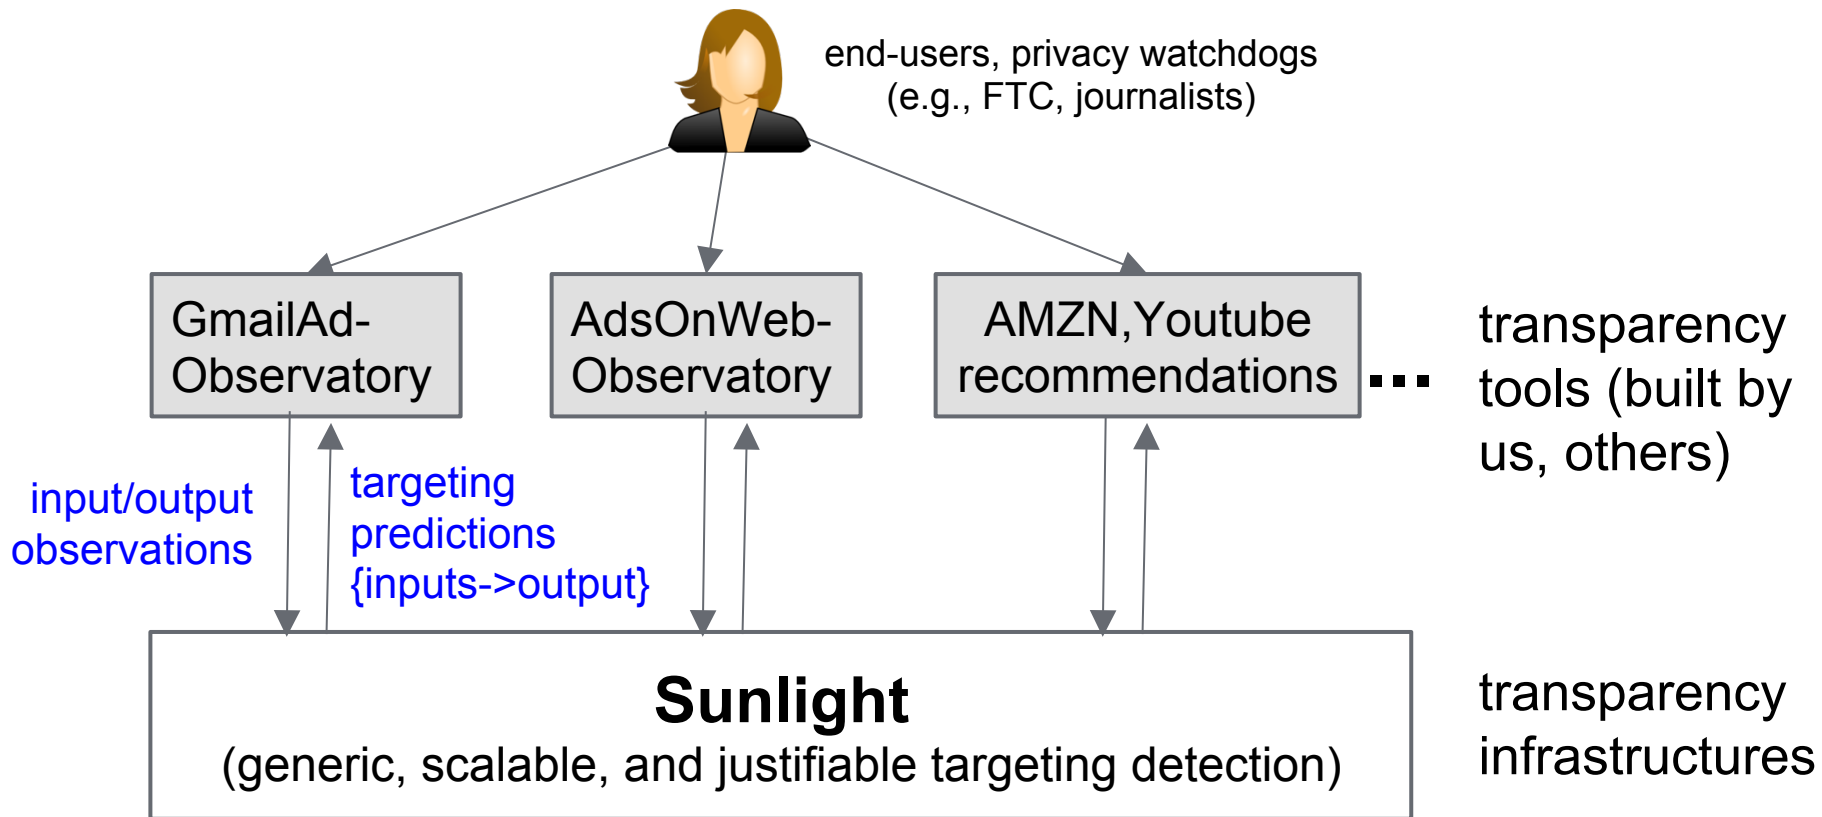 end-users, privacy watchdogs
(e.g., FTC, journalists)
GmailAd-
Observatory
AdsOnWeb-
Observatory
AMZN,Youtube
recommendations
...
transparency
tools (built by
us, others)
input/output
observations
targeting
predictions
{inputs->output}
Sunlight
(generic, scalable, and justifiable targeting detection)
transparency
infrastructures